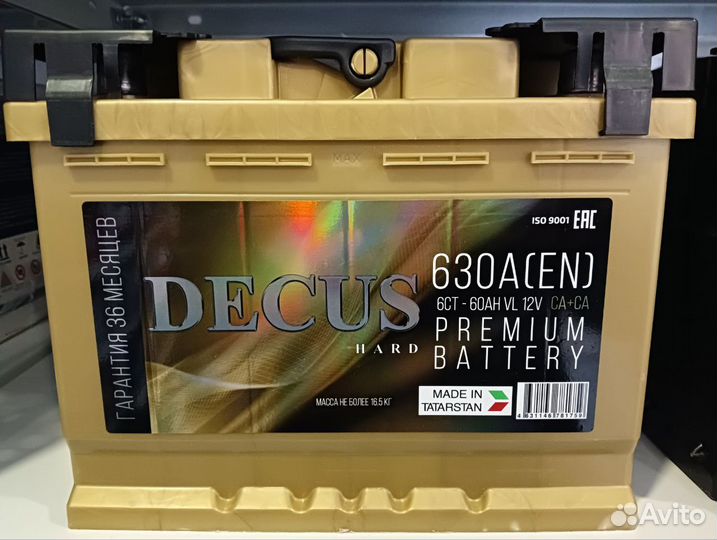 MAX
ГАРАНТИЯ 36 МЕСЯЦЕВ
ISO 9001 EAC
DECUS
HARD
630A(EN)
6CT - 60AH VL 12V CA+CA
PREMIUM
BATTERY
МАССА НЕ БОЛЕЕ 16.5 КГ
MADE IN
TATARSTAN
4631146781759
Avito